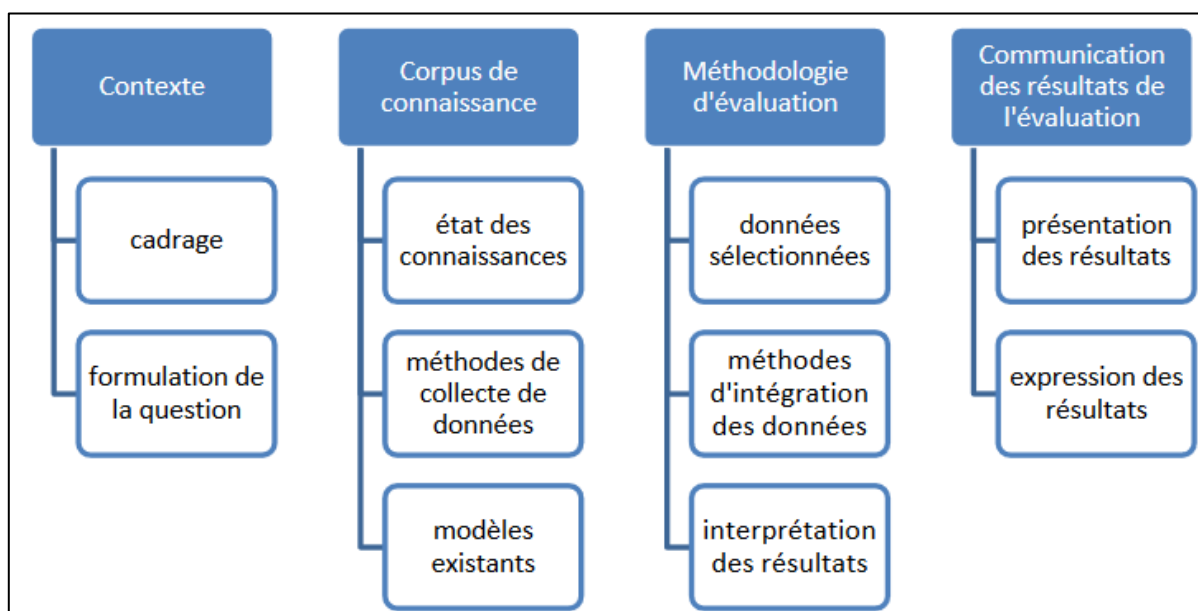 Contexte
cadrage
formulation de
la question
Corpus de
connaissance
état des
connaissances
méthodes de
collecte de
données
modèles
existants
Méthodologie
d'évaluation
données
sélectionnées
méthodes
d'intégration
des données
interprétation
des résultats
Communication
des résultats de
l'évaluation
présentation
des résultats
expression des
résultats